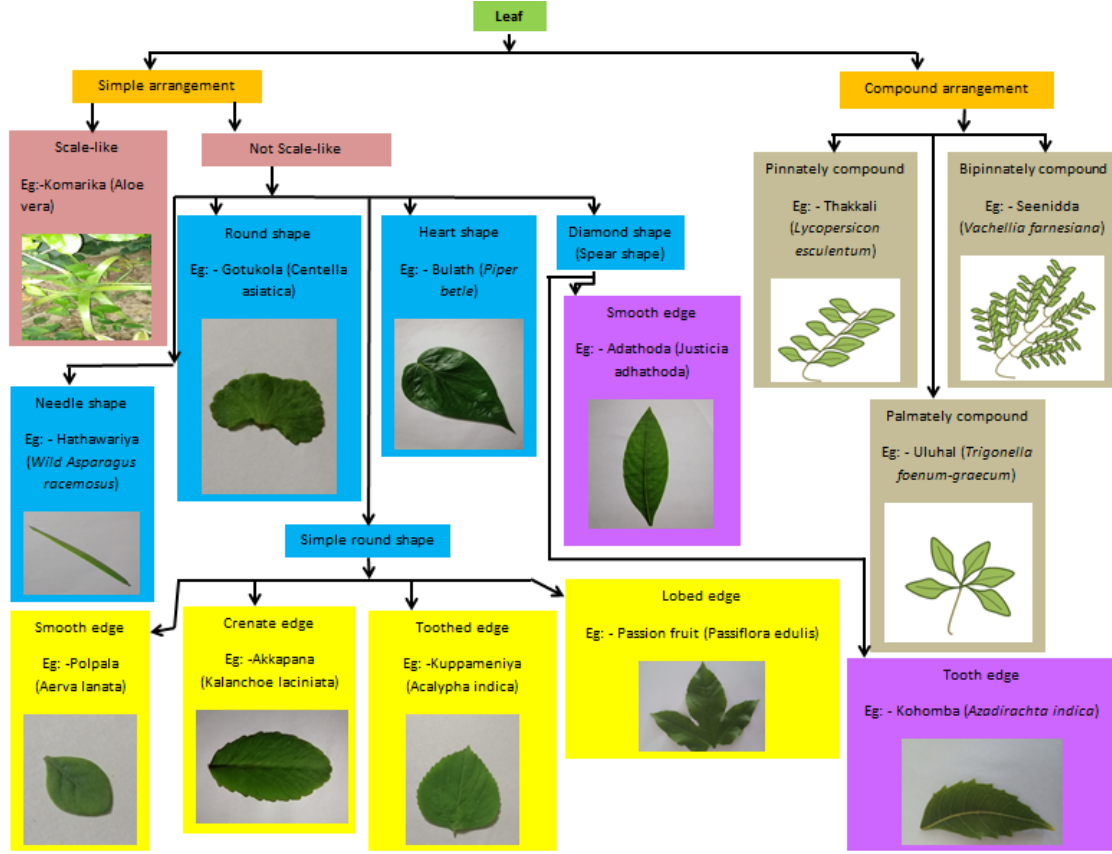 Leaf
Simple arrangement
Compound arrangement
Scale-like
Eg:-Komarika (Aloe
vera)
Not Scale-like
Pinnately compound
Eg: - Thakkali
(Lycopersicon
esculentum)
Bipinnately compound
Eg: - Seenidda
(Vachellia farnesiana)
Round shape
Eg: - Gotukola (Centella
asiatica)
Heart shape
Eg: - Bulath (Piper
betle)
Diamond shape
(Spear shape)
Smooth edge
Eg: - Adathoda (Justicia
adhathoda)
Needle shape
Eg: - Hathawariya
(Wild Asparagus
racemosus)
Palmately compound
Eg: - Uluhal (Trigonella
foenum-graecum)
Simple round shape
Smooth edge
Eg: -Polpala
(Aerva lanata)
Crenate edge
Eg: -Akkapana
(Kalanchoe laciniata)
Toothed edge
Eg: -Kuppameniya
(Acalypha indica)
Lobed edge
Eg: - Passion fruit (Passiflora edulis)
Tooth edge
Eg: - Kohomba (Azadirachta indica)